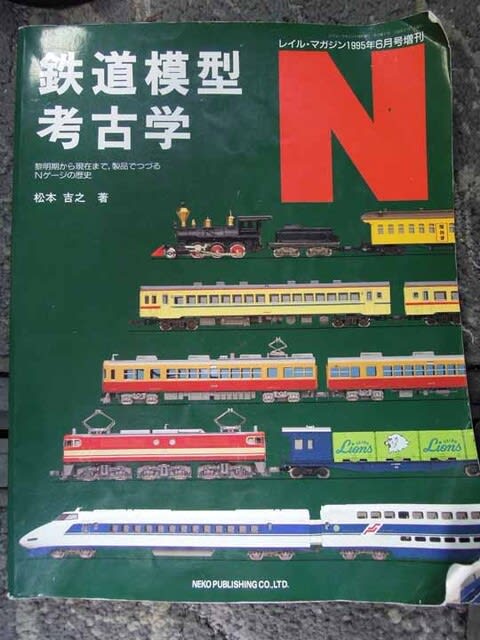 レイル・マガジン1995年6月号増刊
鉄道模型
考古学
N
黎明期から現在まで。製品でつづる
Nゲージの歴史
松本 吉之 著
Lions
Lions
NEKO PUBLISHING CO.,LTD.